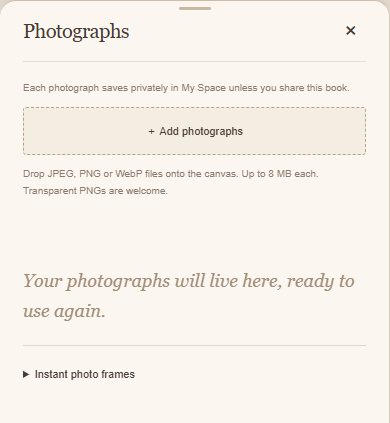 Photographs
×
Each photograph saves privately in My Space unless you share this book.
+ Add photographs
Drop JPEG, PNG or WebP files onto the canvas. Up to 8 MB each.
Transparent PNGs are welcome.
Your photographs will live here, ready to
use again.
▶ Instant photo frames